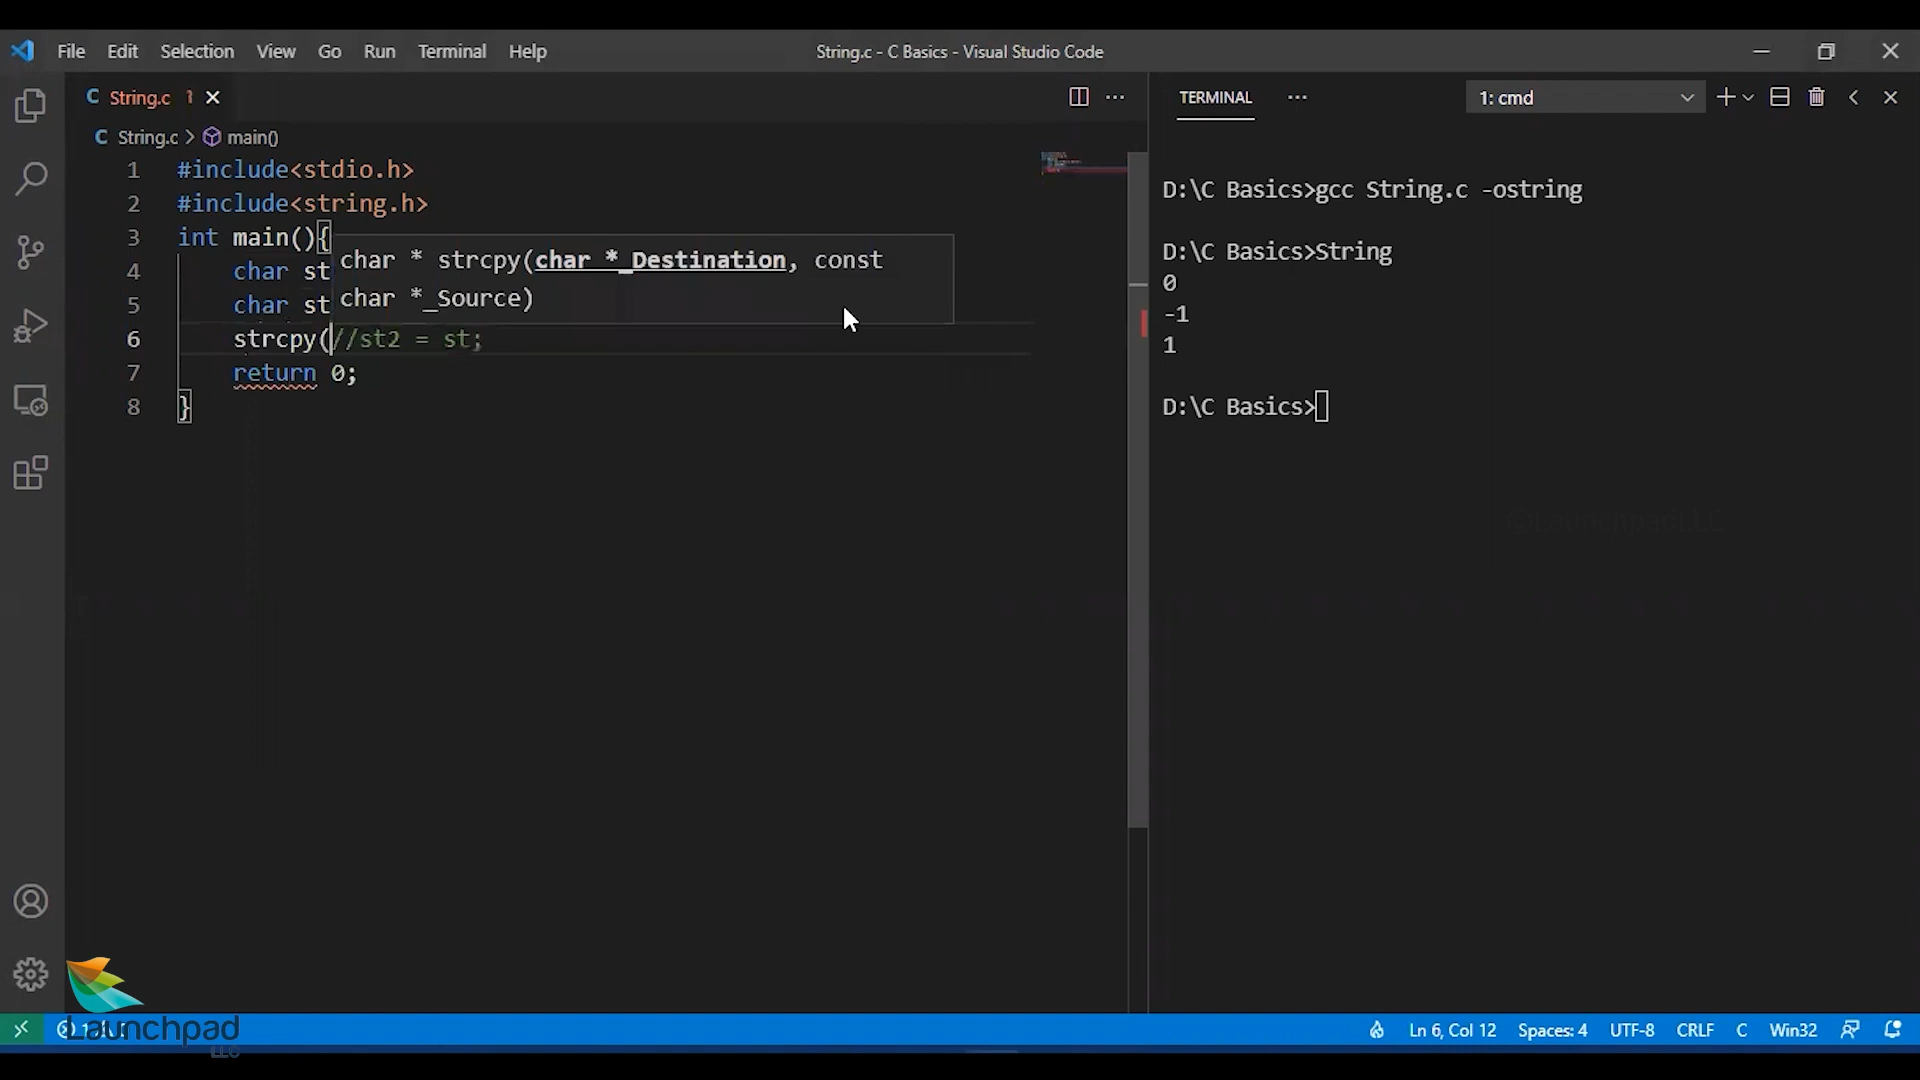 File Edit Selection View Go Run Terminal Help
String.c - C Basics - Visual Studio Code
C String.c 1
C String.c > main()
1 #include<stdio.h>
2 #include<string.h>
3 int main(){
4 char st
5 char st
6 strcpy(//st2 = st;
7 return 0;
8 }
char * strcpy(char *_Destination, const
char *_Source)
TERMINAL
1: cmd
D:\C Basics>gcc String.c -ostring
D:\C Basics>String
0
-1
1
D:\C Basics>
©LaunchpadLLC
Launchpad
LLC
Ln 6, Col 12 Spaces: 4 UTF-8 CRLF C Win32